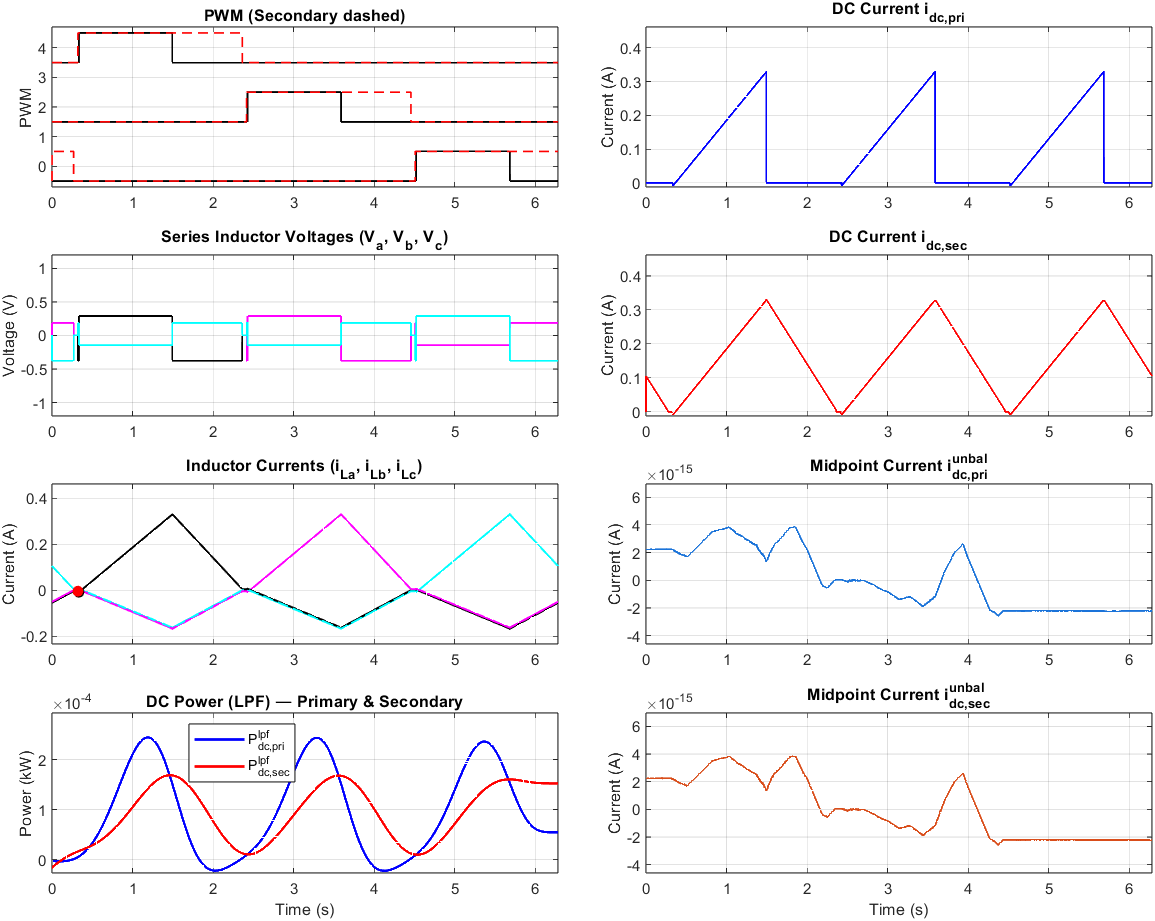 PWM (Secondary dashed)
PWM
4
3
2
1
0
0 1 2 3 4 5 6
DC Current i_dc,pri
Current (A)
0.4
0.3
0.2
0.1
0
0 1 2 3 4 5 6
Series Inductor Voltages (V_a, V_b, V_c)
Voltage (V)
1
0.5
0
-0.5
-1
0 1 2 3 4 5 6
DC Current i_dc,sec
Current (A)
0.4
0.3
0.2
0.1
0
0 1 2 3 4 5 6
Inductor Currents (i_La, i_Lb, i_Lc)
Current (A)
0.4
0.2
0
-0.2
0 1 2 3 4 5 6
Midpoint Current i_dc,pri^unbal
×10^-15
Current (A)
6
4
2
0
-2
-4
0 1 2 3 4 5 6
DC Power (LPF) — Primary & Secondary
×10^-4
Power (kW)
2
1
0
P_dc,pri^lpf
P_dc,sec^lpf
0 1 2 3 4 5 6
Time (s)
Midpoint Current i_dc,sec^unbal
×10^-15
Current (A)
6
4
2
0
-2
-4
0 1 2 3 4 5 6
Time (s)